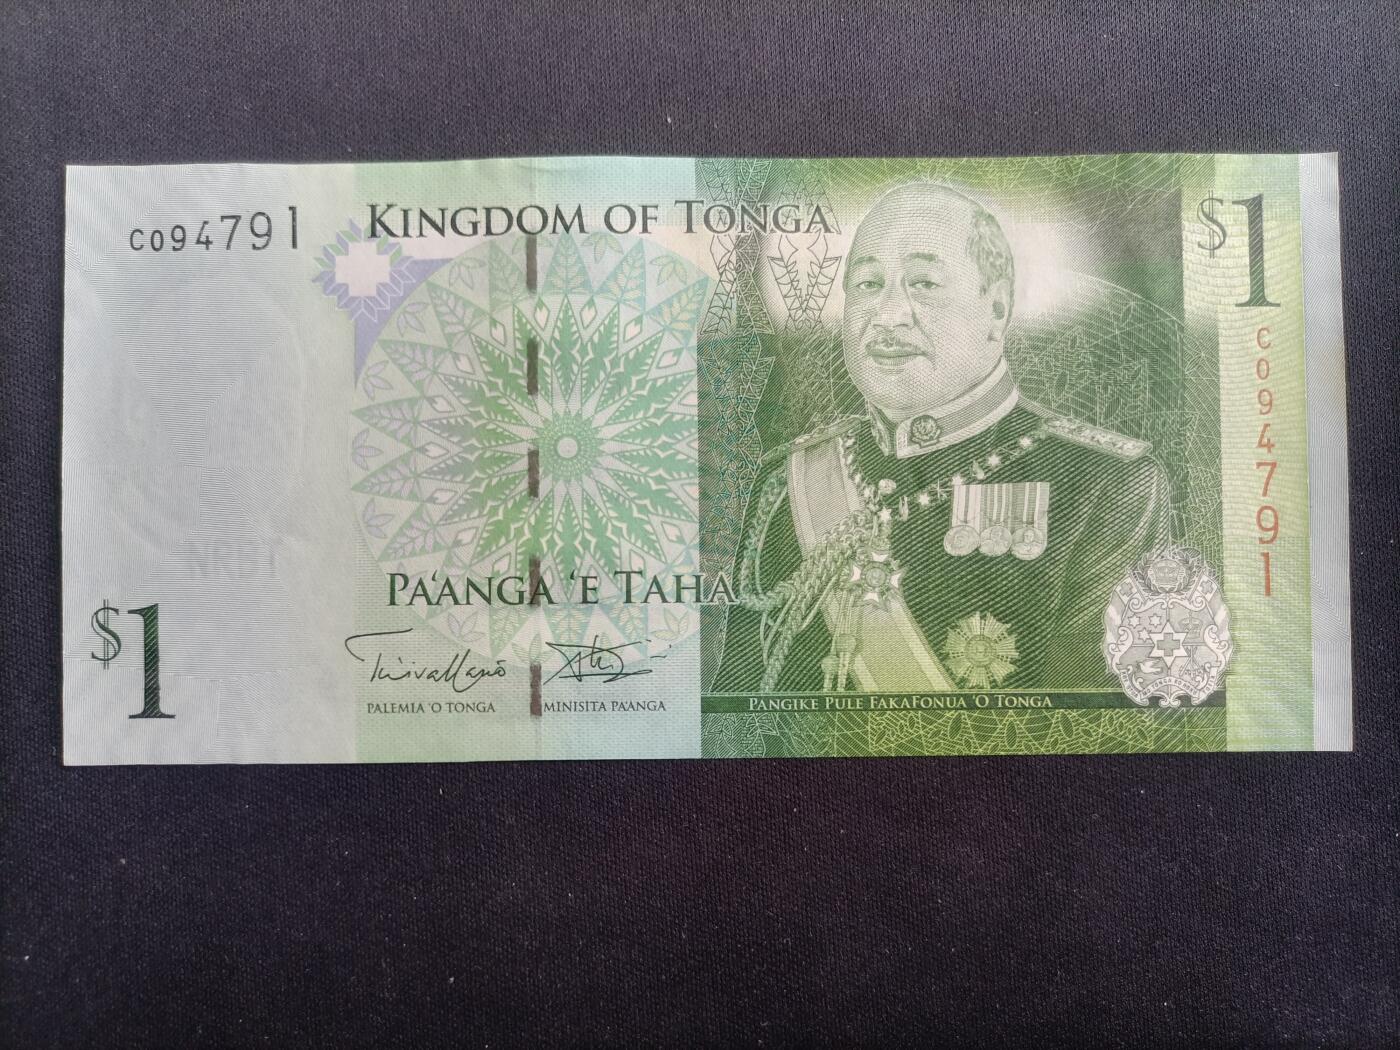 C094791
KINGDOM OF TONGA
$1
C094791
NRBT
PA'ANGA 'E TAHA
$1
PALEMIA 'O TONGA
MINISITA PA'ANGA
PANGIKE PULE FAKAFONUA 'O TONGA